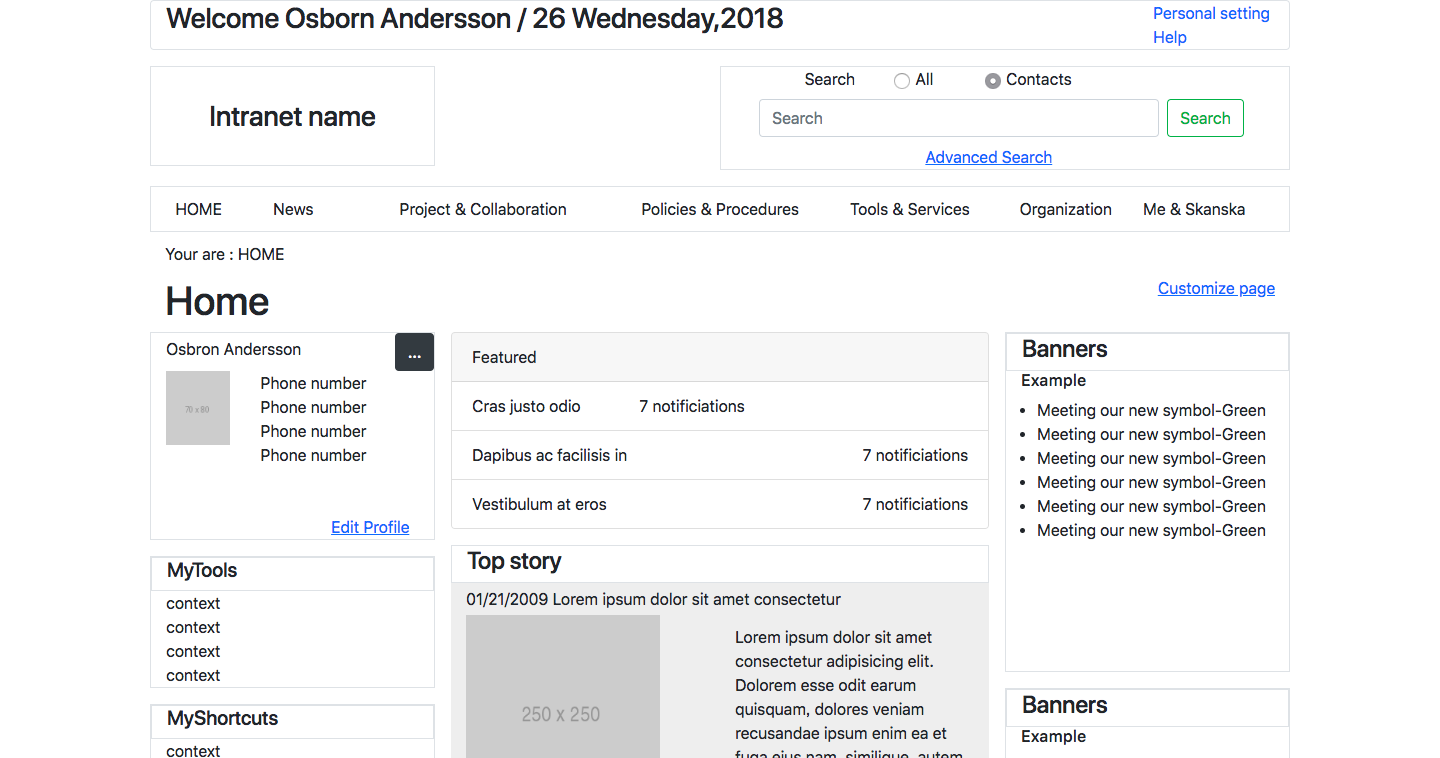 Welcome Osborn Andersson / 26 Wednesday,2018
Personal setting
Help
Intranet name
Search All Contacts
Search Search
Advanced Search
HOME News Project & Collaboration Policies & Procedures Tools & Services Organization Me & Skanska
Your are : HOME
Home
Customize page
Osbron Andersson
...
70 x 80
Phone number
Phone number
Phone number
Phone number
Edit Profile
MyTools
context
context
context
context
MyShortcuts
context
Featured
Cras justo odio 7 notificiations
Dapibus ac facilisis in 7 notificiations
Vestibulum at eros 7 notificiations
Top story
01/21/2009 Lorem ipsum dolor sit amet consectetur
250 x 250
Lorem ipsum dolor sit amet
consectetur adipisicing elit.
Dolorem esse odit earum
quisquam, dolores veniam
recusandae ipsum enim ea et
fuga eius nam, similique, autem
Banners
Example
Meeting our new symbol-Green
Meeting our new symbol-Green
Meeting our new symbol-Green
Meeting our new symbol-Green
Meeting our new symbol-Green
Meeting our new symbol-Green
Banners
Example